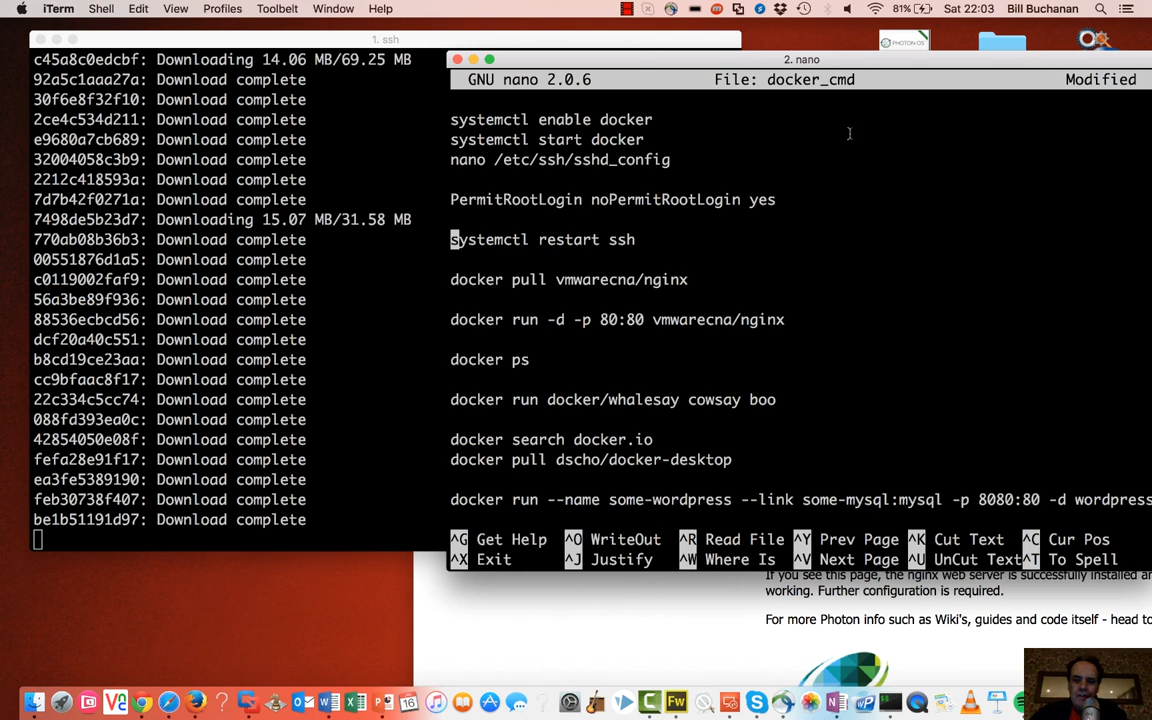 iTerm Shell Edit View Profiles Toolbelt Window Help 81% Sat 22:03 Bill Buchanan
1. ssh
c45a8c0edcbf: Downloading 14.06 MB/69.25 MB
92a5c1aaa27a: Download complete
30f6e8f32f10: Download complete
2ce4c534d211: Download complete
e9680a7cb689: Download complete
32004058c3b9: Download complete
2212c418593a: Download complete
7d7b42f0271a: Download complete
7498de5b23d7: Downloading 15.07 MB/31.58 MB
770ab08b36b3: Download complete
00551876d1a5: Download complete
c0119002faf9: Download complete
56a3be89f936: Download complete
88536ecbcd56: Download complete
dcf20a40c551: Download complete
b8cd19ce23aa: Download complete
cc9bfaac8f17: Download complete
22c334c5cc74: Download complete
088fd393ea0c: Download complete
42854050e08f: Download complete
fefa28e91f17: Download complete
ea3fe5389190: Download complete
feb30738f407: Download complete
be1b51191d97: Download complete
PHOTON OS
2. nano
GNU nano 2.0.6 File: docker_cmd Modified
systemctl enable docker
systemctl start docker
nano /etc/ssh/sshd_config
PermitRootLogin noPermitRootLogin yes
systemctl restart ssh
docker pull vmwarecna/nginx
docker run -d -p 80:80 vmwarecna/nginx
docker ps
docker run docker/whalesay cowsay boo
docker search docker.io
docker pull dscho/docker-desktop
docker run --name some-wordpress --link some-mysql:mysql -p 8080:80 -d wordpress
^G Get Help ^O WriteOut ^R Read File ^Y Prev Page ^K Cut Text ^C Cur Pos
^X Exit ^J Justify ^W Where Is ^V Next Page ^U UnCut Text ^T To Spell
If you see this page, the nginx web server is successfully installed a
working. Further configuration is required.
For more Photon info such as Wiki's, guides and code itself - head to